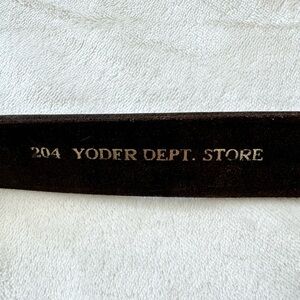 204 YODER DEPT. STORE